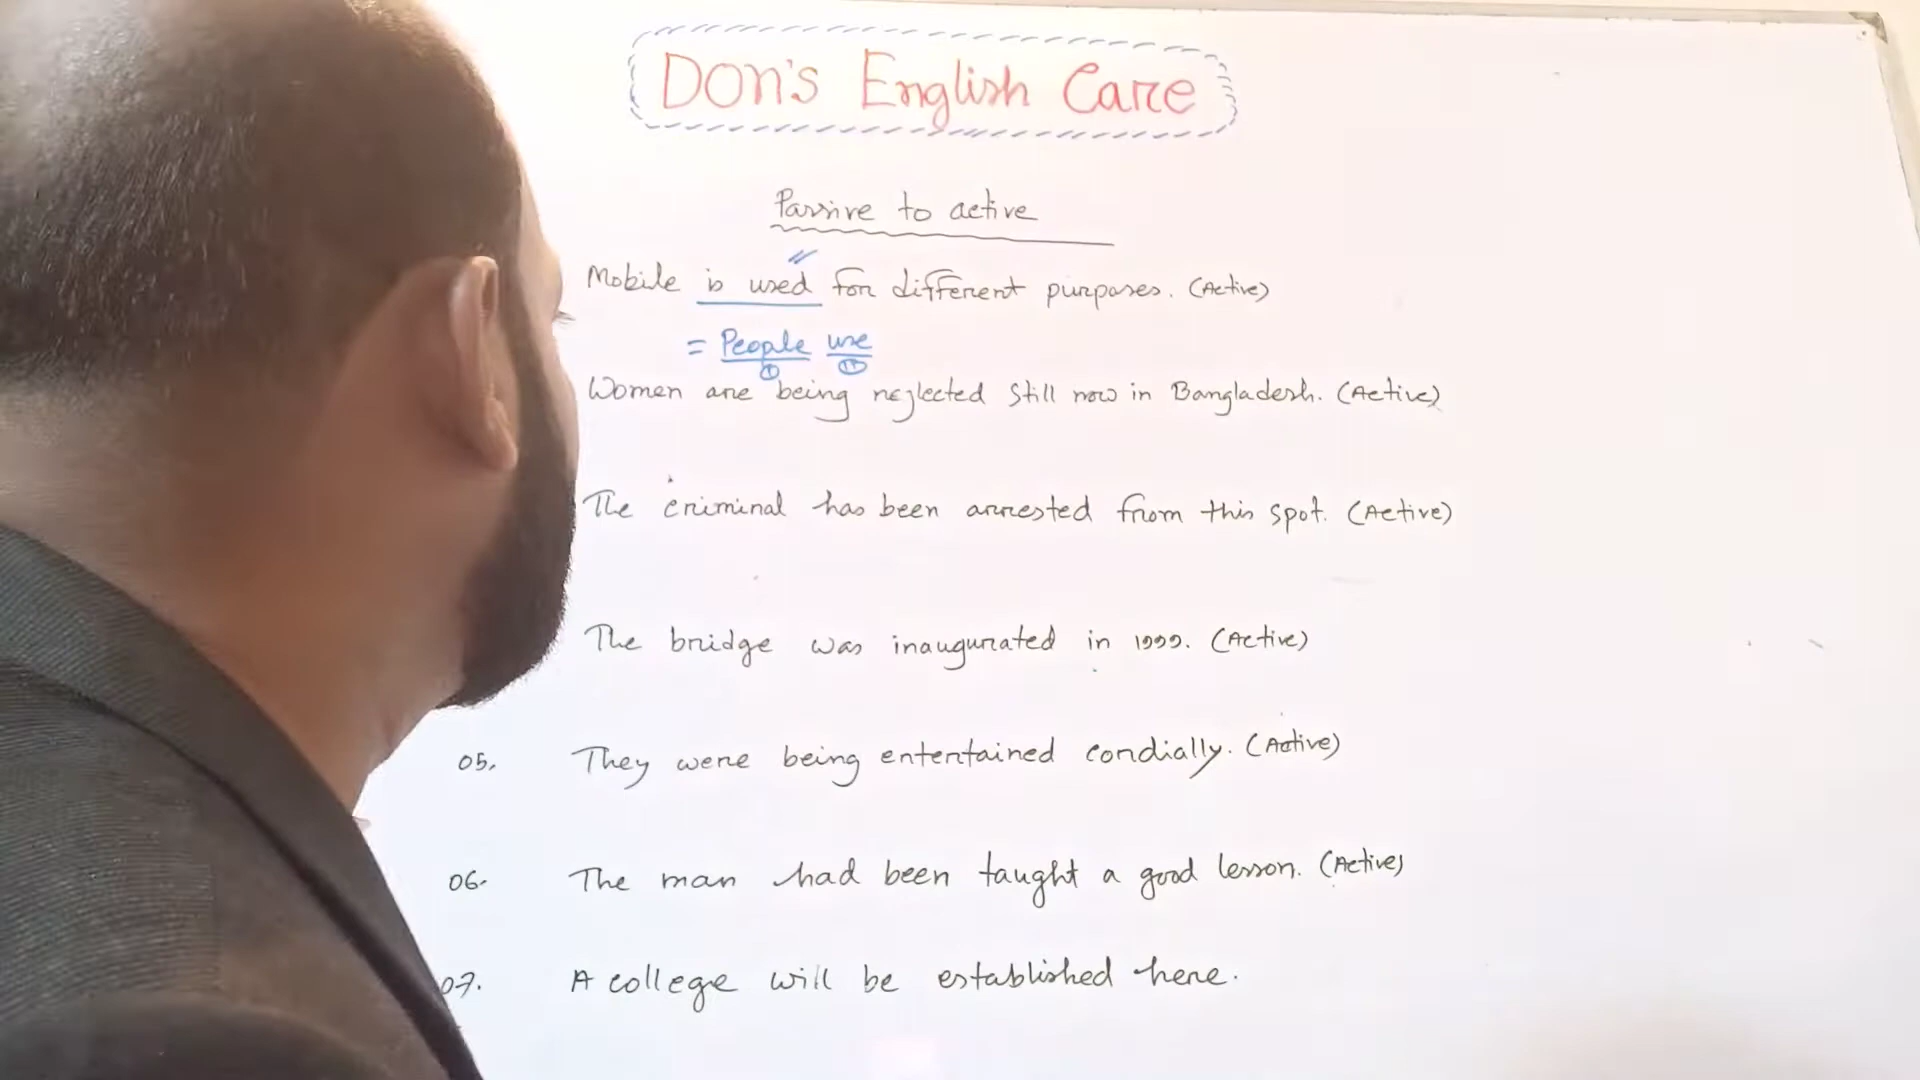 Don's English Care
Passive to active
Mobile is used for different purposes. (Active)
= People use
① ②
Women are being neglected still now in Bangladesh. (Active)
The criminal has been arrested from this spot. (Active)
The bridge was inaugurated in 1999. (Active)
05. They were being entertained cordially. (Active)
06. The man had been taught a good lesson. (Active)
07. A college will be established here.